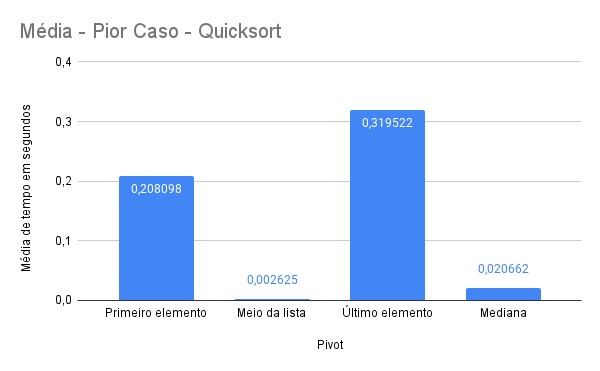 Média - Pior Caso - Quicksort
Média de tempo em segundos
0,4
0,3
0,2
0,1
0,0
0,208098
0,002625
0,319522
0,020662
Primeiro elemento
Meio da lista
Último elemento
Mediana
Pivot